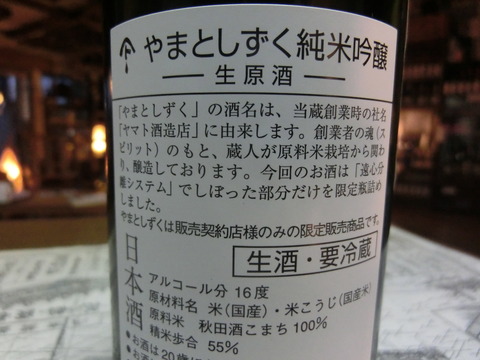 やまとしずく純米吟醸
生原酒
「やまとしずく」の酒名は、当蔵創業時の社名
「ヤマト酒造店」に由来します。創業者の魂(ス
ピリット)のもと、蔵人が原料米栽培から関わ
り、醸造しております。今回のお酒は「遠心分
離システム」でしぼった部分だけを限定瓶詰め
しました。
やまとしずくは販売契約店様のみの限定販売商品です。
生酒・要冷蔵
日本酒
アルコール分 16度
原材料名 米(国産)・米こうじ(国産米)
原料米 秋田酒こまち100%
精米歩合 55%
●お酒は20歳